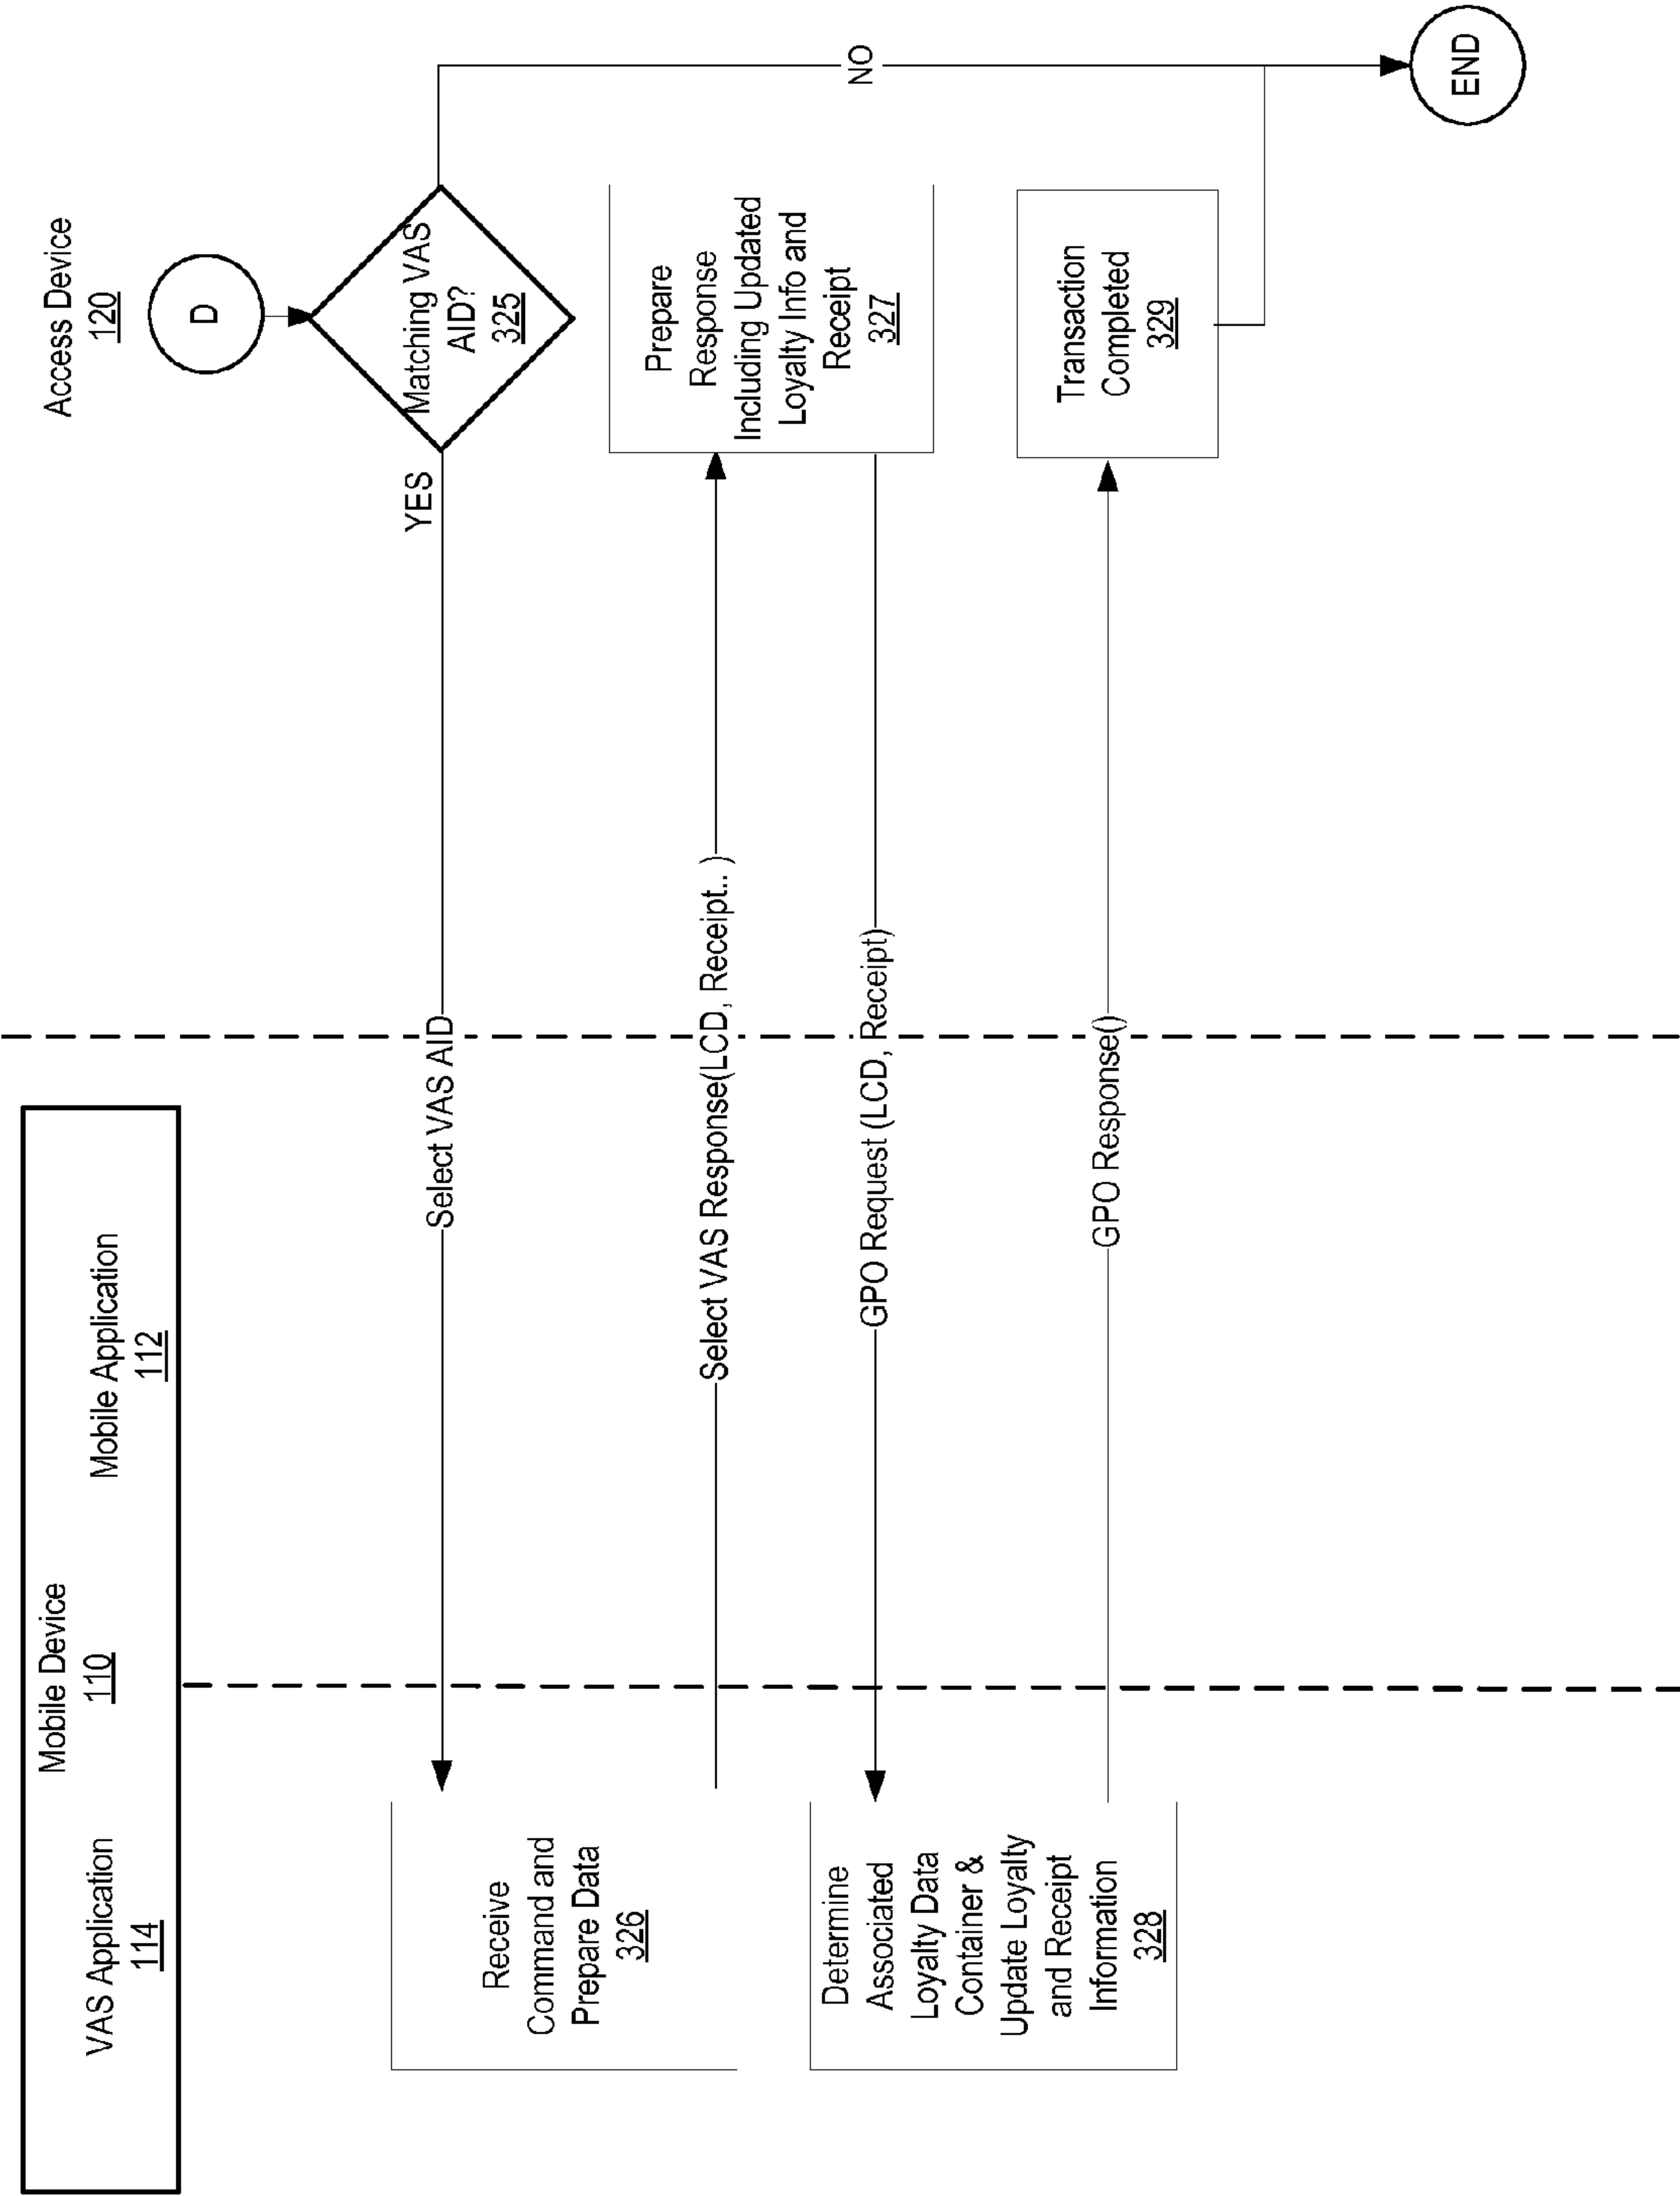 Mobile Device
110
VAS Application
114
Mobile Application
112
Access Device
120
D
Matching VAS
AID?
325
YES
NO
Select VAS AID
Receive
Command and
Prepare Data
326
Select VAS Response(LCD, Receipt.. )
Prepare
Response
Including Updated
Loyalty Info and
Receipt
327
GPO Request (LCD, Receipt)
Determine
Associated
Loyalty Data
Container &
Update Loyalty
and Receipt
Information
328
GPO Response()
Transaction
Completed
329
END